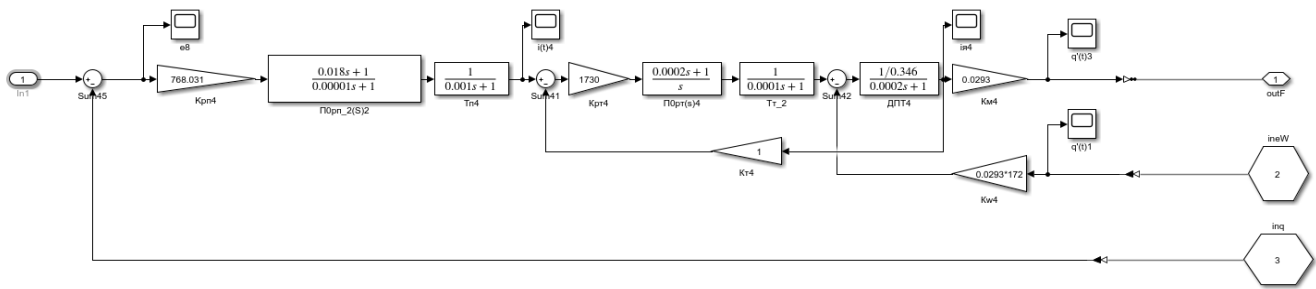 e8
i(t)4
iя4
q'(t)3
1
In1
Sum45
768.031
Kрп4
0.018s + 1
0.00001s + 1
П0рп_2(S)2
1
0.001s + 1
Tп4
Sum41
1730
Kрт4
0.0002s + 1
s
П0рт(s)4
1
0.0001s + 1
Tт_2
Sum42
1/0.346
0.0002s + 1
ДПТ4
0.0293
Kм4
1
outF
1
Kт4
q'(t)1
0.0293*172
Kw4
ineW
2
inq
3